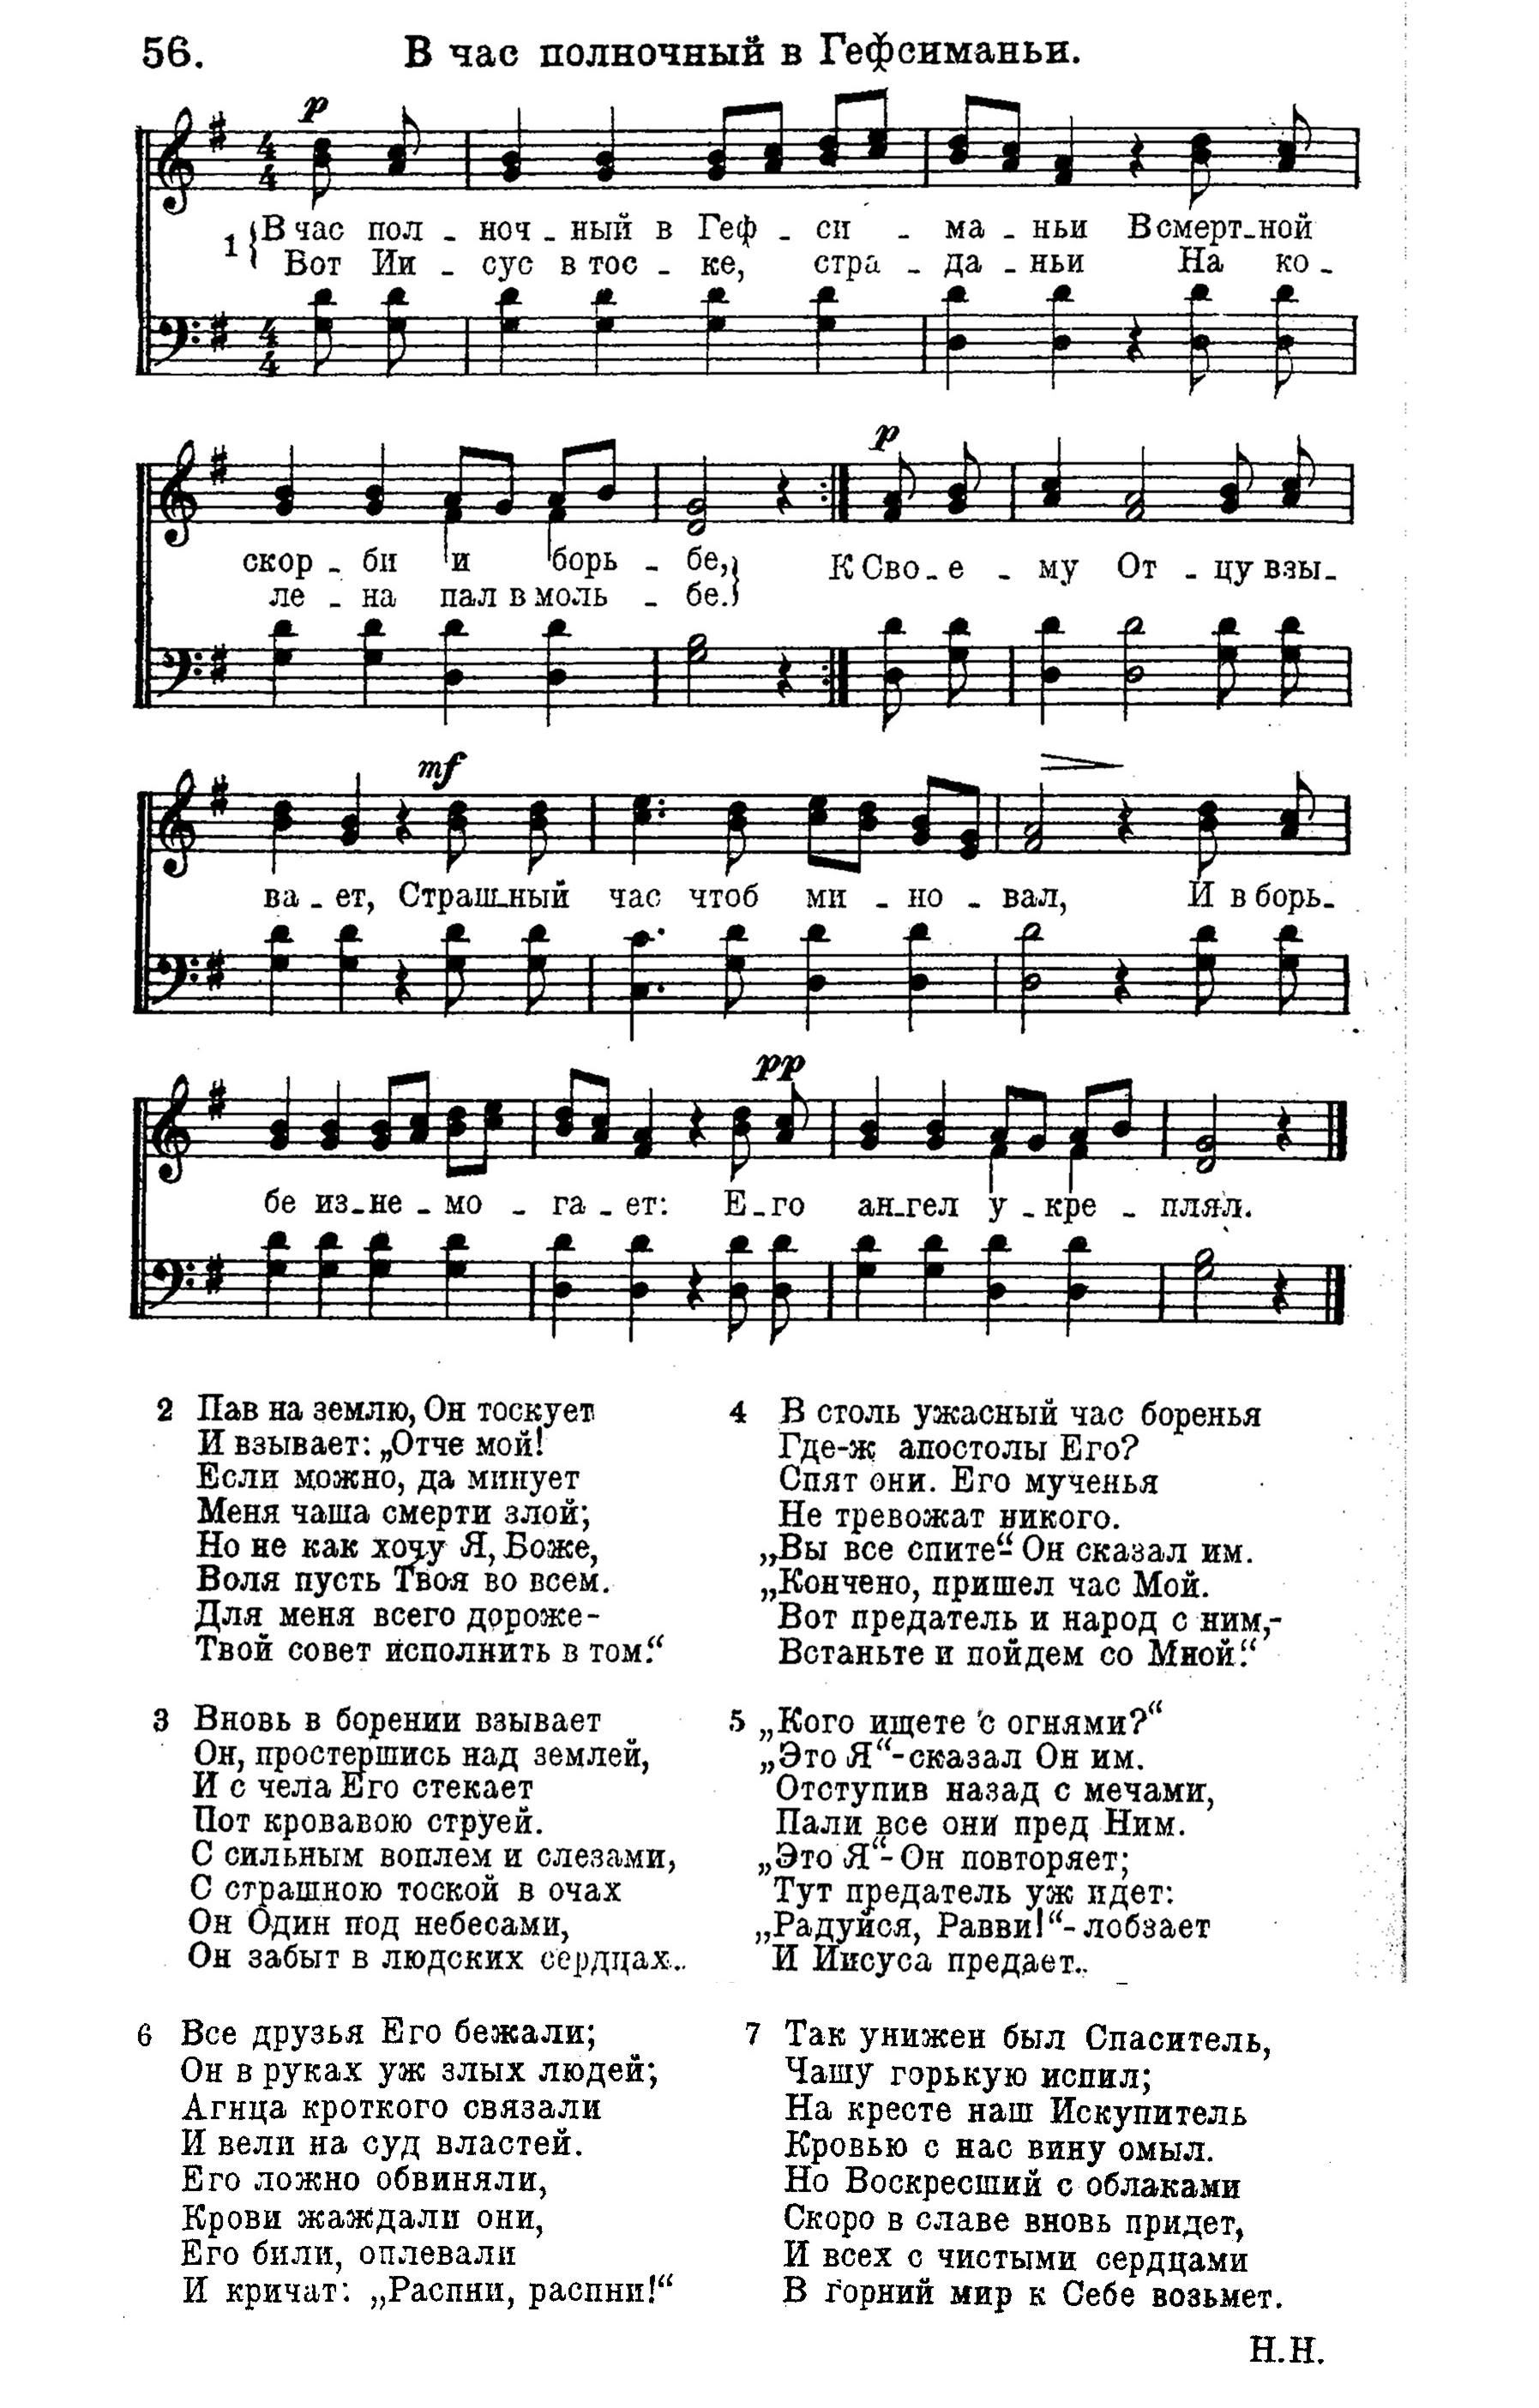 56. В час полночный в Гефсиманьи.
p
1 В час пол - ноч - ный в Геф - си - ма - ньи В смерт - ной
Вот Ии - сус в тос - ке, стра - да - ньи На ко -
p
скор - би и борь - бе, К Сво - е - му От - цу взы -
ле - на пал в моль - бе.
mf
ва - ет, Страш - ный час чтоб ми - но - вал, И в борь -
pp
бе из - не - мо - га - ет: Е - го ан - гел у - кре - плял.
2 Пав на землю, Он тоскует
И взывает: „Отче мой!
Если можно, да минует
Меня чаша смерти злой;
Но не как хочу Я, Боже,
Воля пусть Твоя во всем.
Для меня всего дороже-
Твой совет исполнить в том.“
3 Вновь в борении взывает
Он, простершись над землей,
И с чела Его стекает
Пот кровавою струей.
С сильным воплем и слезами,
С страшною тоской в очах
Он Один под небесами,
Он забыт в людских сердцах..
4 В столь ужасный час боренья
Где-ж апостолы Его?
Спят они. Его мученья
Не тревожат никого.
„Вы все спите“- Он сказал им.
„Кончено, пришел час Мой.
Вот предатель и народ с ним,-
Встаньте и пойдем со Мной.“
5 „Кого ищете с огнями?“
„Это Я“-сказал Он им.
Отступив назад с мечами,
Пали все они пред Ним.
„Это Я“- Он повторяет;
Тут предатель уж идет:
„Радуйся, Равви!“- лобзает
И Иисуса предает..
6 Все друзья Его бежали;
Он в руках уж злых людей;
Агнца кроткого связали
И вели на суд властей.
Его ложно обвиняли,
Крови жаждали они,
Его били, оплевали
И кричат: „Распни, распни!“
7 Так унижен был Спаситель,
Чашу горькую испил;
На кресте наш Искупитель
Кровью с нас вину омыл.
Но Воскресший с облаками
Скоро в славе вновь придет,
И всех с чистыми сердцами
В горний мир к Себе возьмет.
Н.Н.